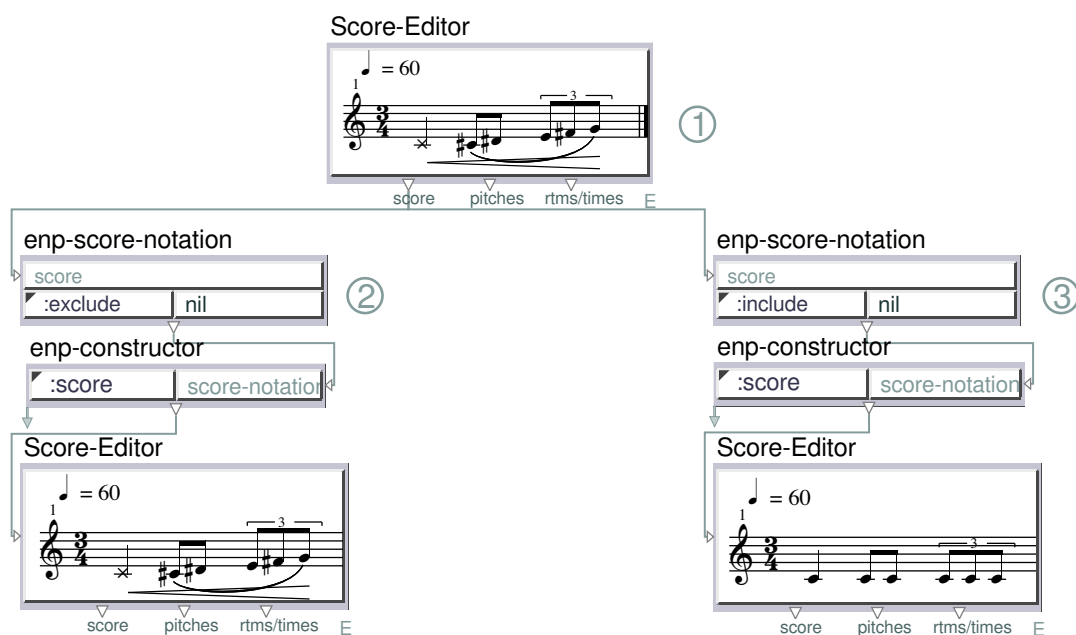 Score-Editor
= 60
1
3
4
3
1
score
pitches
rtms/times
E
enp-score-notation
score
:exclude
nil
2
enp-constructor
:score
score-notation
Score-Editor
= 60
1
3
4
3
score
pitches
rtms/times
E
enp-score-notation
score
:include
nil
3
enp-constructor
:score
score-notation
Score-Editor
= 60
1
3
4
3
score
pitches
rtms/times
E